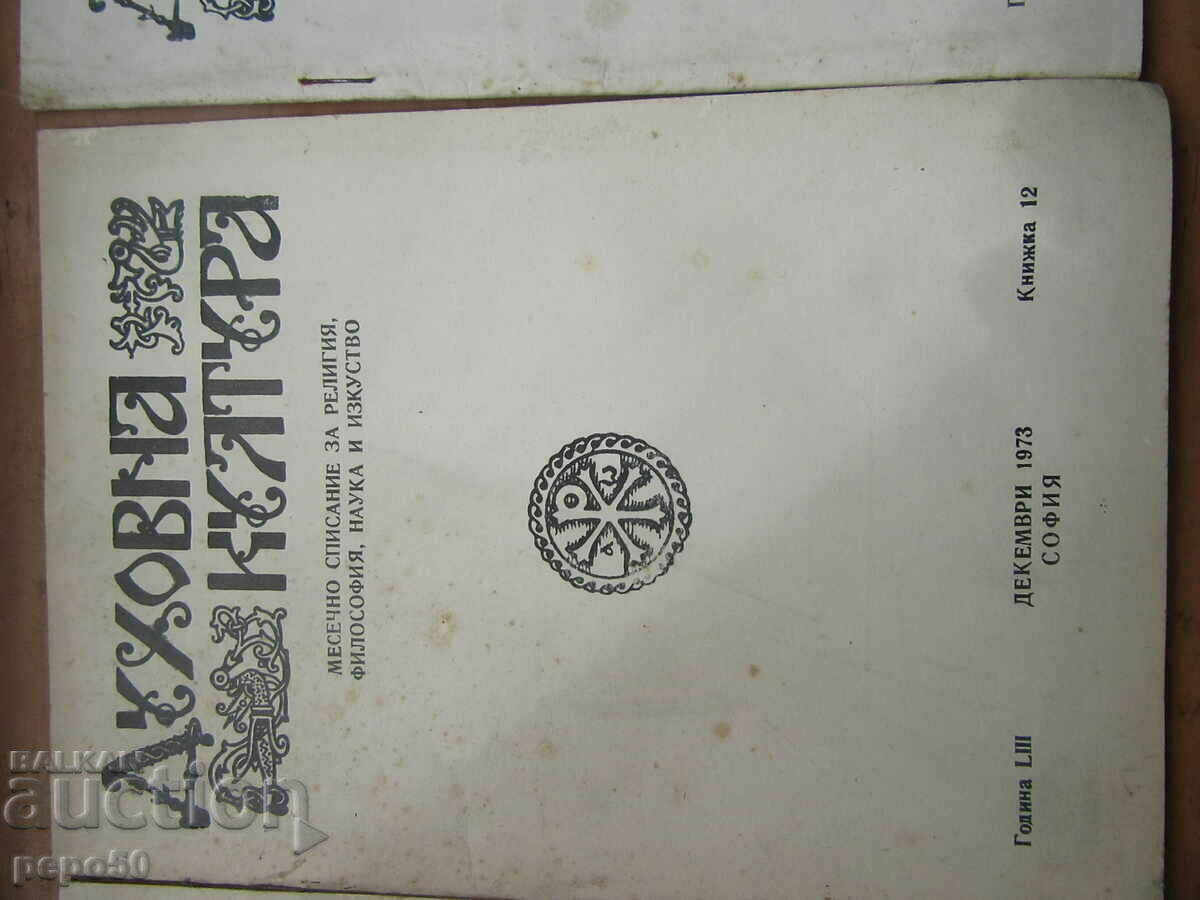 ДУХОВНА
КУЛТУРА
МЕСЕЧНО СПИСАНИЕ ЗА РЕЛИГИЯ,
ФИЛОСОФИЯ, НАУКА И ИЗКУСТВО
Година LIII
ДЕКЕМВРИ 1973
Книжка 12
СОФИЯ
BALKAN
auction
pepo50